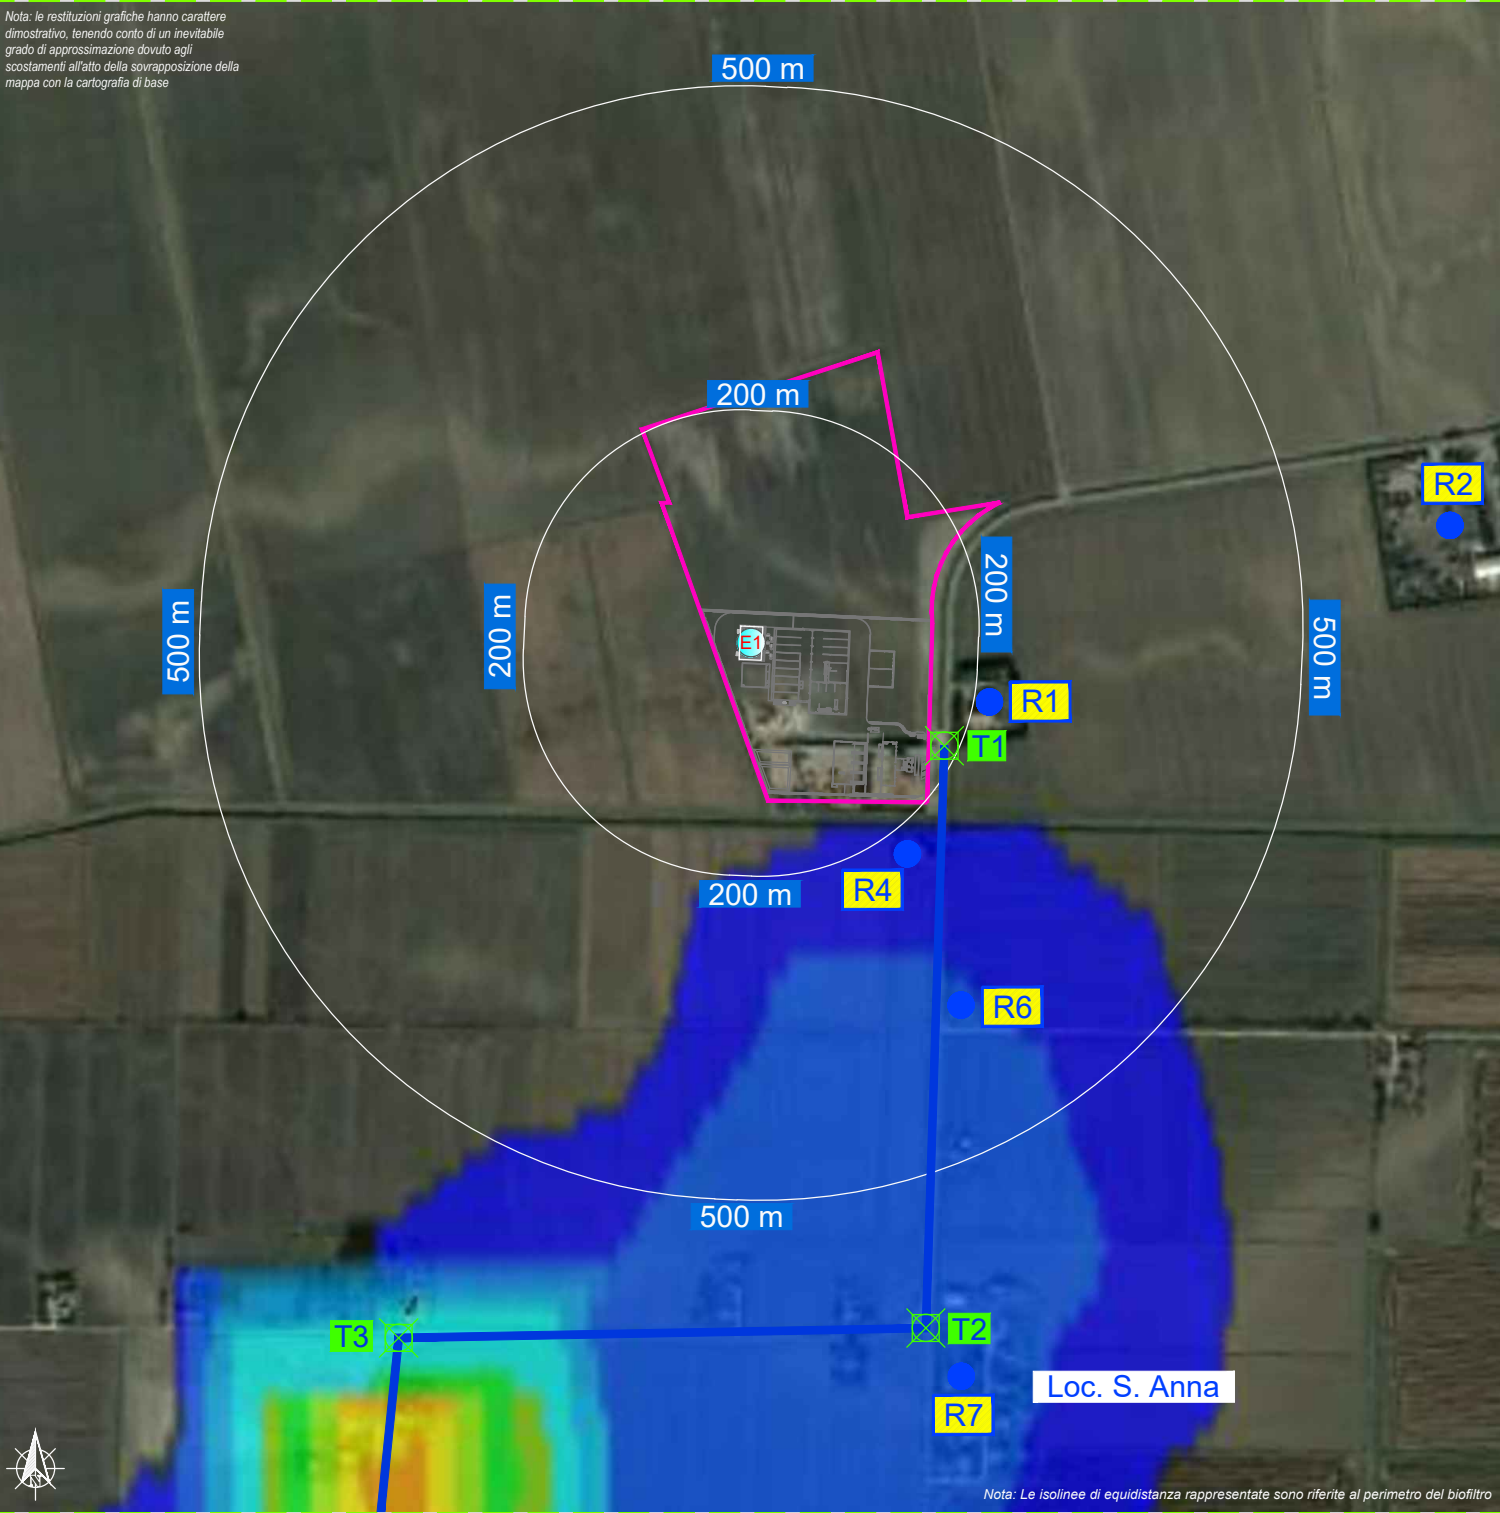 Nota: le restituzioni grafiche hanno carattere
dimostrativo, tenendo conto di un inevitabile
grado di approssimazione dovuto agli
scostamenti all'atto della sovrapposizione della
mappa con la cartografia di base
500 m
200 m
R2
200 m
500 m
200 m
500 m
E1
R1
T1
R4
200 m
R6
500 m
T3
T2
Loc. S. Anna
R7
N
Nota: Le isolinee di equidistanza rappresentate sono riferite al perimetro del biofiltro